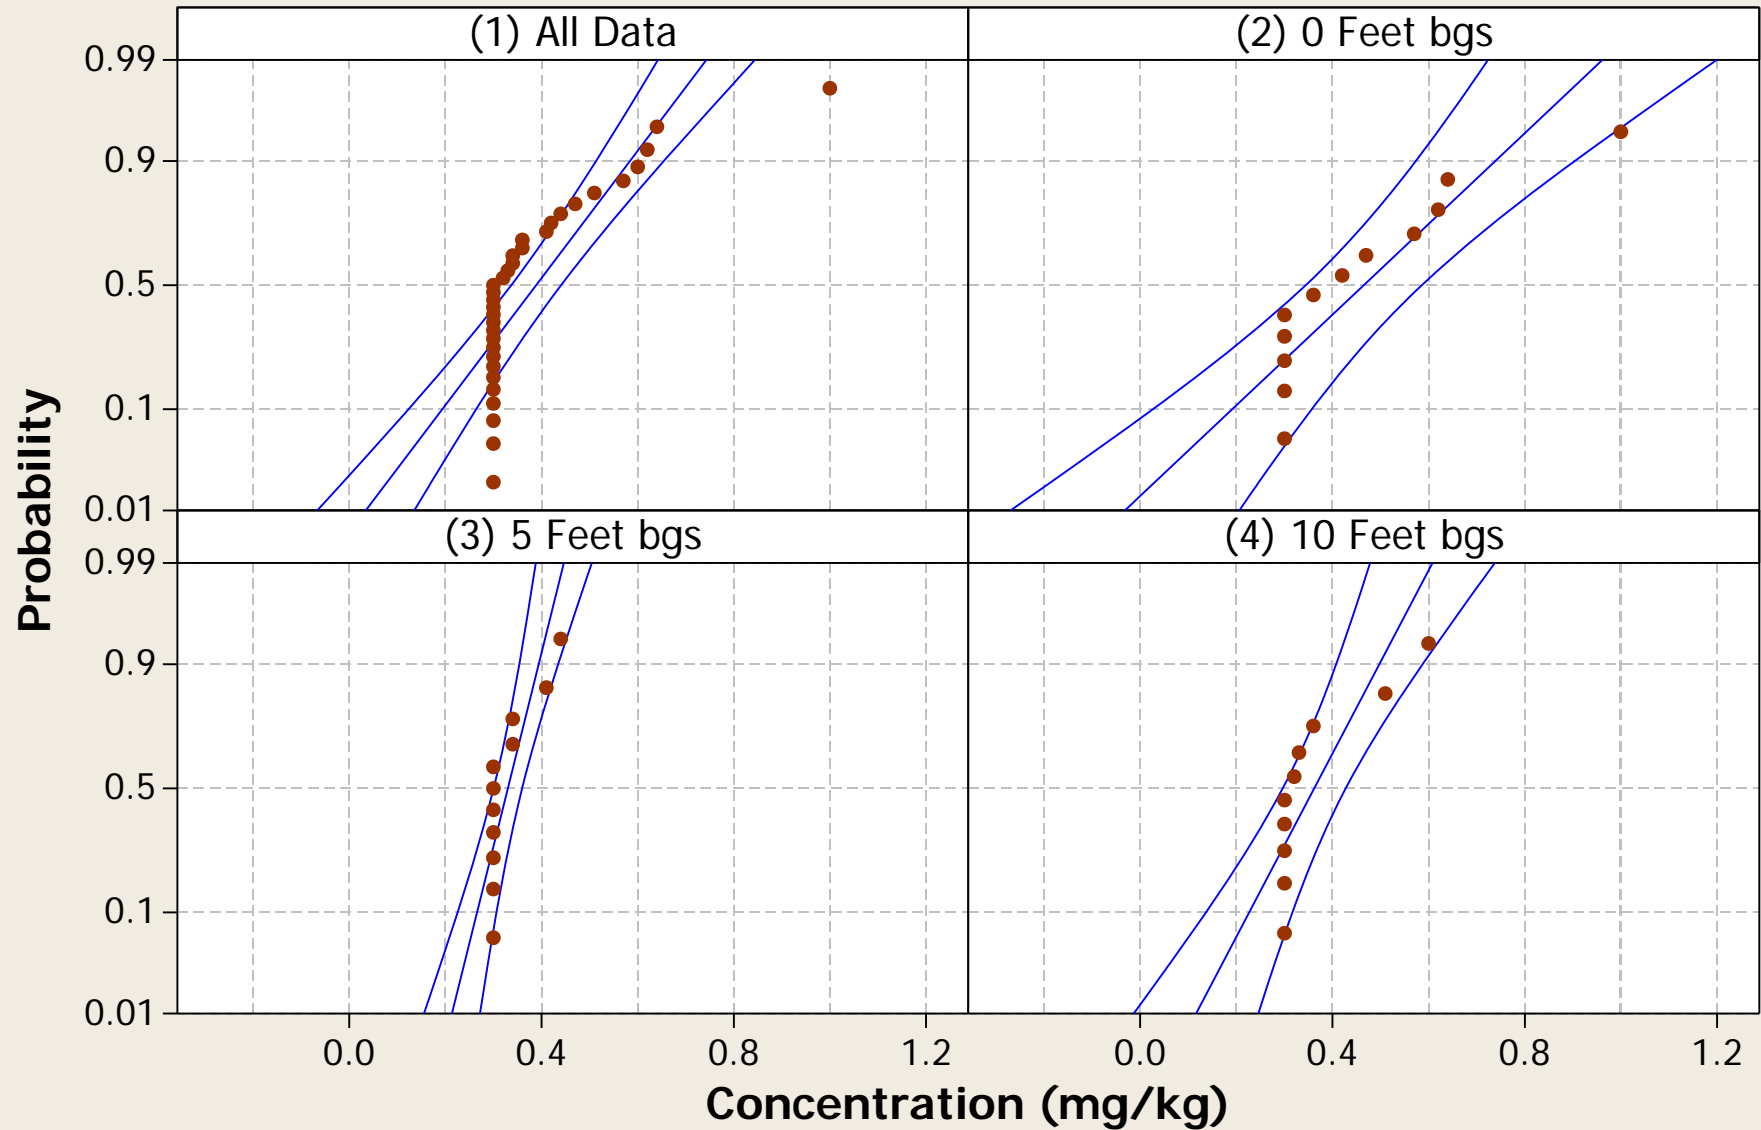 (1) All Data
(2) 0 Feet bgs
0.99
0.9
0.5
0.1
0.01
(3) 5 Feet bgs
(4) 10 Feet bgs
0.99
0.9
0.5
0.1
0.01
0.0 0.4 0.8 1.2
0.0 0.4 0.8 1.2
Probability
Concentration (mg/kg)